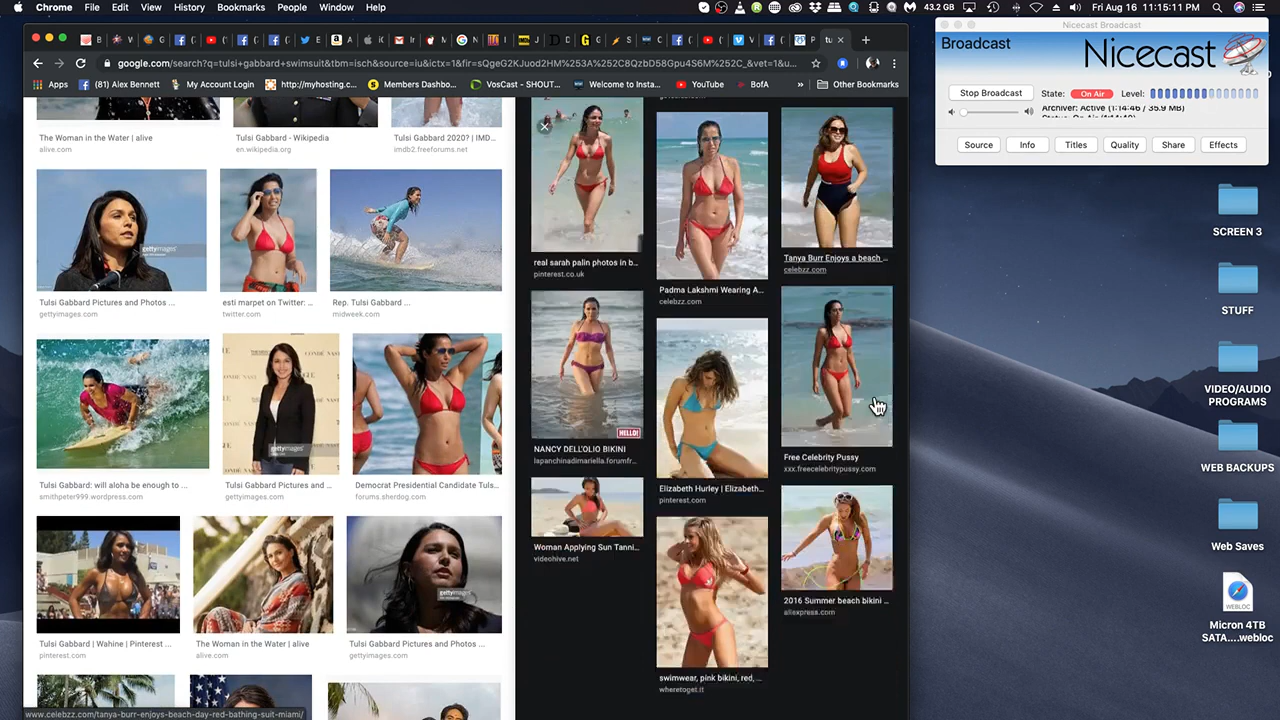 Chrome File Edit View History Bookmarks People Window Help
43.2 GB Fri Aug 16 11:15:11 PM
Nicecast Broadcast
Broadcast
Nicecast
Stop Broadcast State: On Air Level:
Archiver: Active (1:14:46 / 35.9 MB)
Source Info Titles Quality Share Effects
google.com/search?q=tulsi+gabbard+swimsuit&tbm=isch&source=iu&ictx=1&fir=sQgeG2KJuod2HM%253A%252C8QzbD58Gpu4S6M%252C_&vet=1&u...
Apps (81) Alex Bennett My Account Login http://myhosting.c... Members Dashbo... VosCast - SHOUT... Welcome to Insta... YouTube BofA » Other Bookmarks
The Woman in the Water | alive
alive.com
Tulsi Gabbard - Wikipedia
en.wikipedia.org
Tulsi Gabbard 2020? | IMD...
imdb2.freeforums.net
gettyimages
Tulsi Gabbard Pictures and Photos ...
gettyimages.com
esti marpet on Twitter: ...
twitter.com
Rep. Tulsi Gabbard ...
midweek.com
VOGUE
CONDÉ NAST
gettyimages
Tulsi Gabbard: will aloha be enough to ...
smithpeter999.wordpress.com
Tulsi Gabbard Pictures and ...
gettyimages.com
Democrat Presidential Candidate Tuls...
forums.sherdog.com
gettyimages
Tulsi Gabbard | Wahine | Pinterest ...
pinterest.com
The Woman in the Water | alive
alive.com
Tulsi Gabbard Pictures and Photos ...
gettyimages.com
www.celebzz.com/tanya-burr-enjoys-beach-day-red-bathing-suit-miami/
real sarah palin photos in b...
pinterest.co.uk
Padma Lakshmi Wearing A...
celebzz.com
Tanya Burr Enjoys a beach ...
celebzz.com
HELLO!
NANCY DELL'OLIO BIKINI
lapanchinadimariella.forumfr...
Elizabeth Hurley | Elizabeth...
pinterest.com
Free Celebrity Pussy
xxx.freecelebritypussy.com
Woman Applying Sun Tanni...
videohive.net
swimwear, pink bikini, red, ...
wheretoget.it
2016 Summer beach bikini ...
aliexpress.com
SCREEN 3
STUFF
VIDEO/AUDIO
PROGRAMS
WEB BACKUPS
Web Saves
WEBLOC
Micron 4TB
SATA....webloc